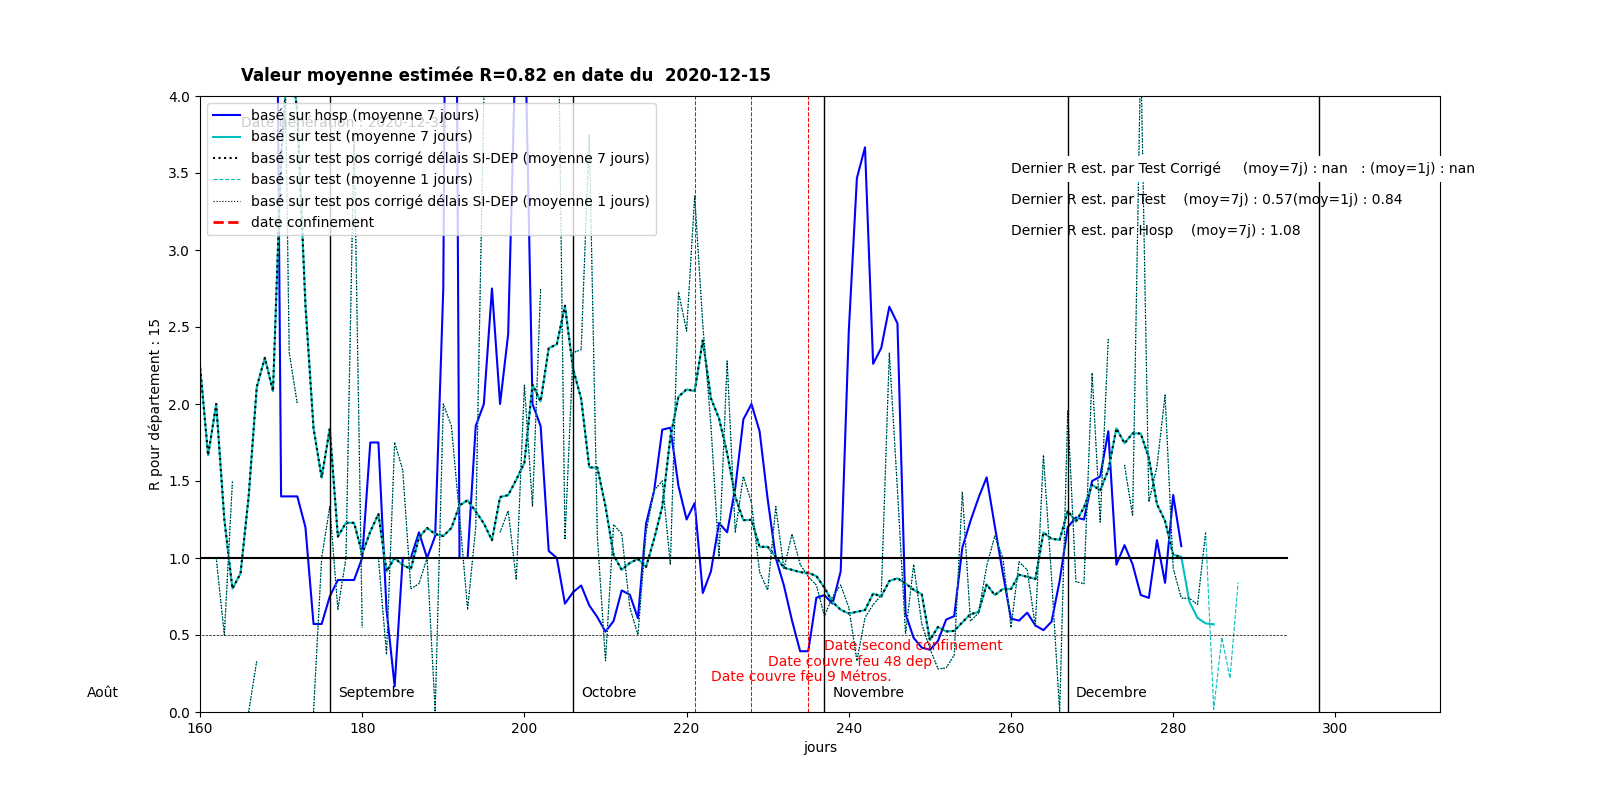 Valeur moyenne estimée R=0.82 en date du  2020-12-15
basé sur hosp (moyenne 7 jours)
basé sur test (moyenne 7 jours)
basé sur test pos corrigé délais SI-DEP (moyenne 7 jours)
basé sur test (moyenne 1 jours)
basé sur test pos corrigé délais SI-DEP (moyenne 1 jours)
date confinement
Dernier R est. par Test Corrigé     (moy=7j) : nan   : (moy=1j) : nan
Dernier R est. par Test    (moy=7j) : 0.57(moy=1j) : 0.84
Dernier R est. par Hosp    (moy=7j) : 1.08
R pour département : 15
4.0
3.5
3.0
2.5
2.0
1.5
1.0
0.5
0.0
Date second confinement
Date couvre feu 48 dep
Date couvre feu 9 Métros.
Août
Septembre
Octobre
Novembre
Decembre
160
180
200
220
240
260
280
300
jours